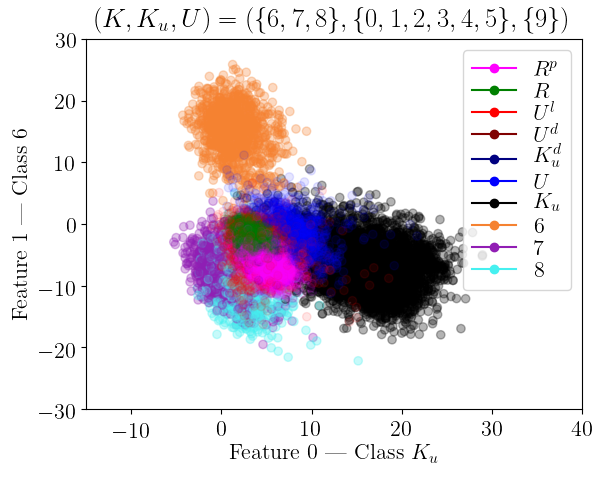 (K, K_u, U) = ({6, 7, 8}, {0, 1, 2, 3, 4, 5}, {9})
30
20
10
0
−10
−20
−30
Feature 1 — Class 6
R^p
R
U^l
U^d
K_u^d
U
K_u
6
7
8
−10 0 10 20 30 40
Feature 0 — Class K_u